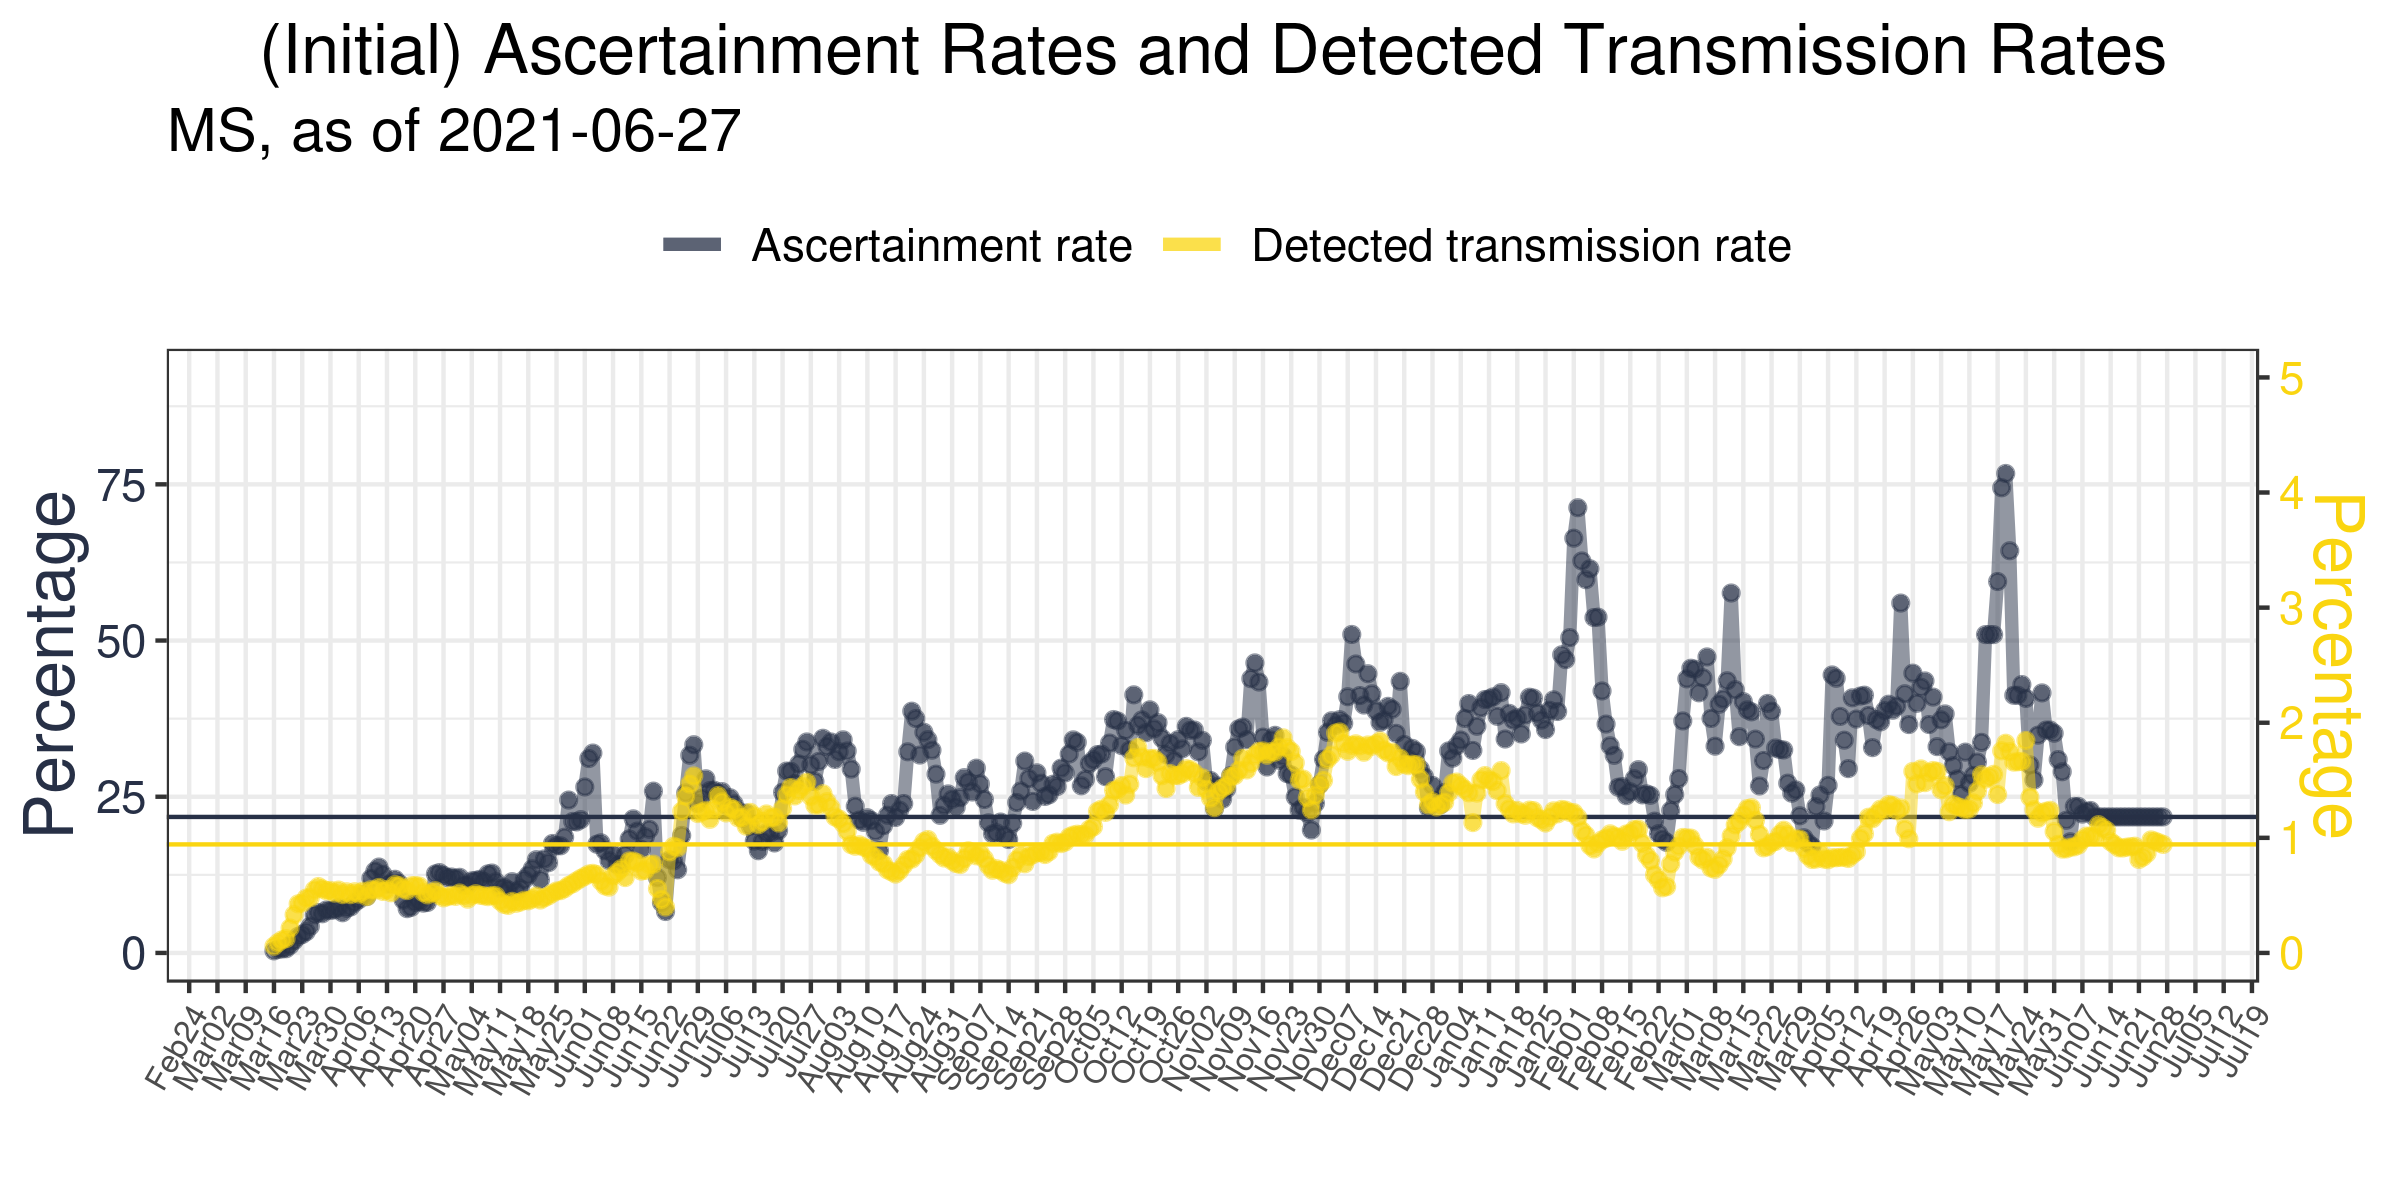 (Initial) Ascertainment Rates and Detected Transmission Rates
MS, as of 2021-06-27
Ascertainment rate
Detected transmission rate
Percentage
75
50
25
0
5
4
3
2
1
0
Percentage
Feb24
Mar02
Mar09
Mar16
Mar23
Mar30
Apr06
Apr13
Apr20
Apr27
May04
May11
May18
May25
Jun01
Jun08
Jun15
Jun22
Jun29
Jul06
Jul13
Jul20
Jul27
Aug03
Aug10
Aug17
Aug24
Aug31
Sep07
Sep14
Sep21
Sep28
Oct05
Oct12
Oct19
Oct26
Nov02
Nov09
Nov16
Nov23
Nov30
Dec07
Dec14
Dec21
Dec28
Jan04
Jan11
Jan18
Jan25
Feb01
Feb08
Feb15
Feb22
Mar01
Mar08
Mar15
Mar22
Mar29
Apr05
Apr12
Apr19
Apr26
May03
May10
May17
May24
May31
Jun07
Jun14
Jun21
Jun28
Jul05
Jul12
Jul19